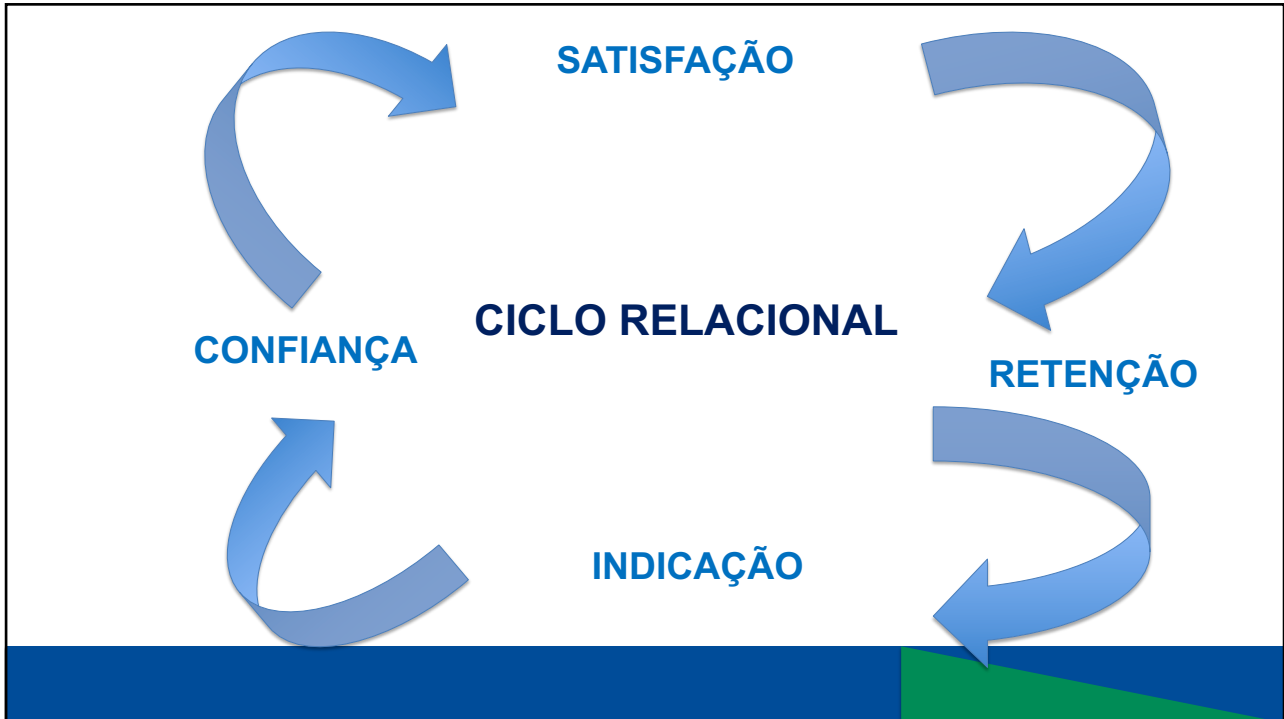 SATISFAÇÃO
CICLO RELACIONAL
CONFIANÇA
RETENÇÃO
INDICAÇÃO